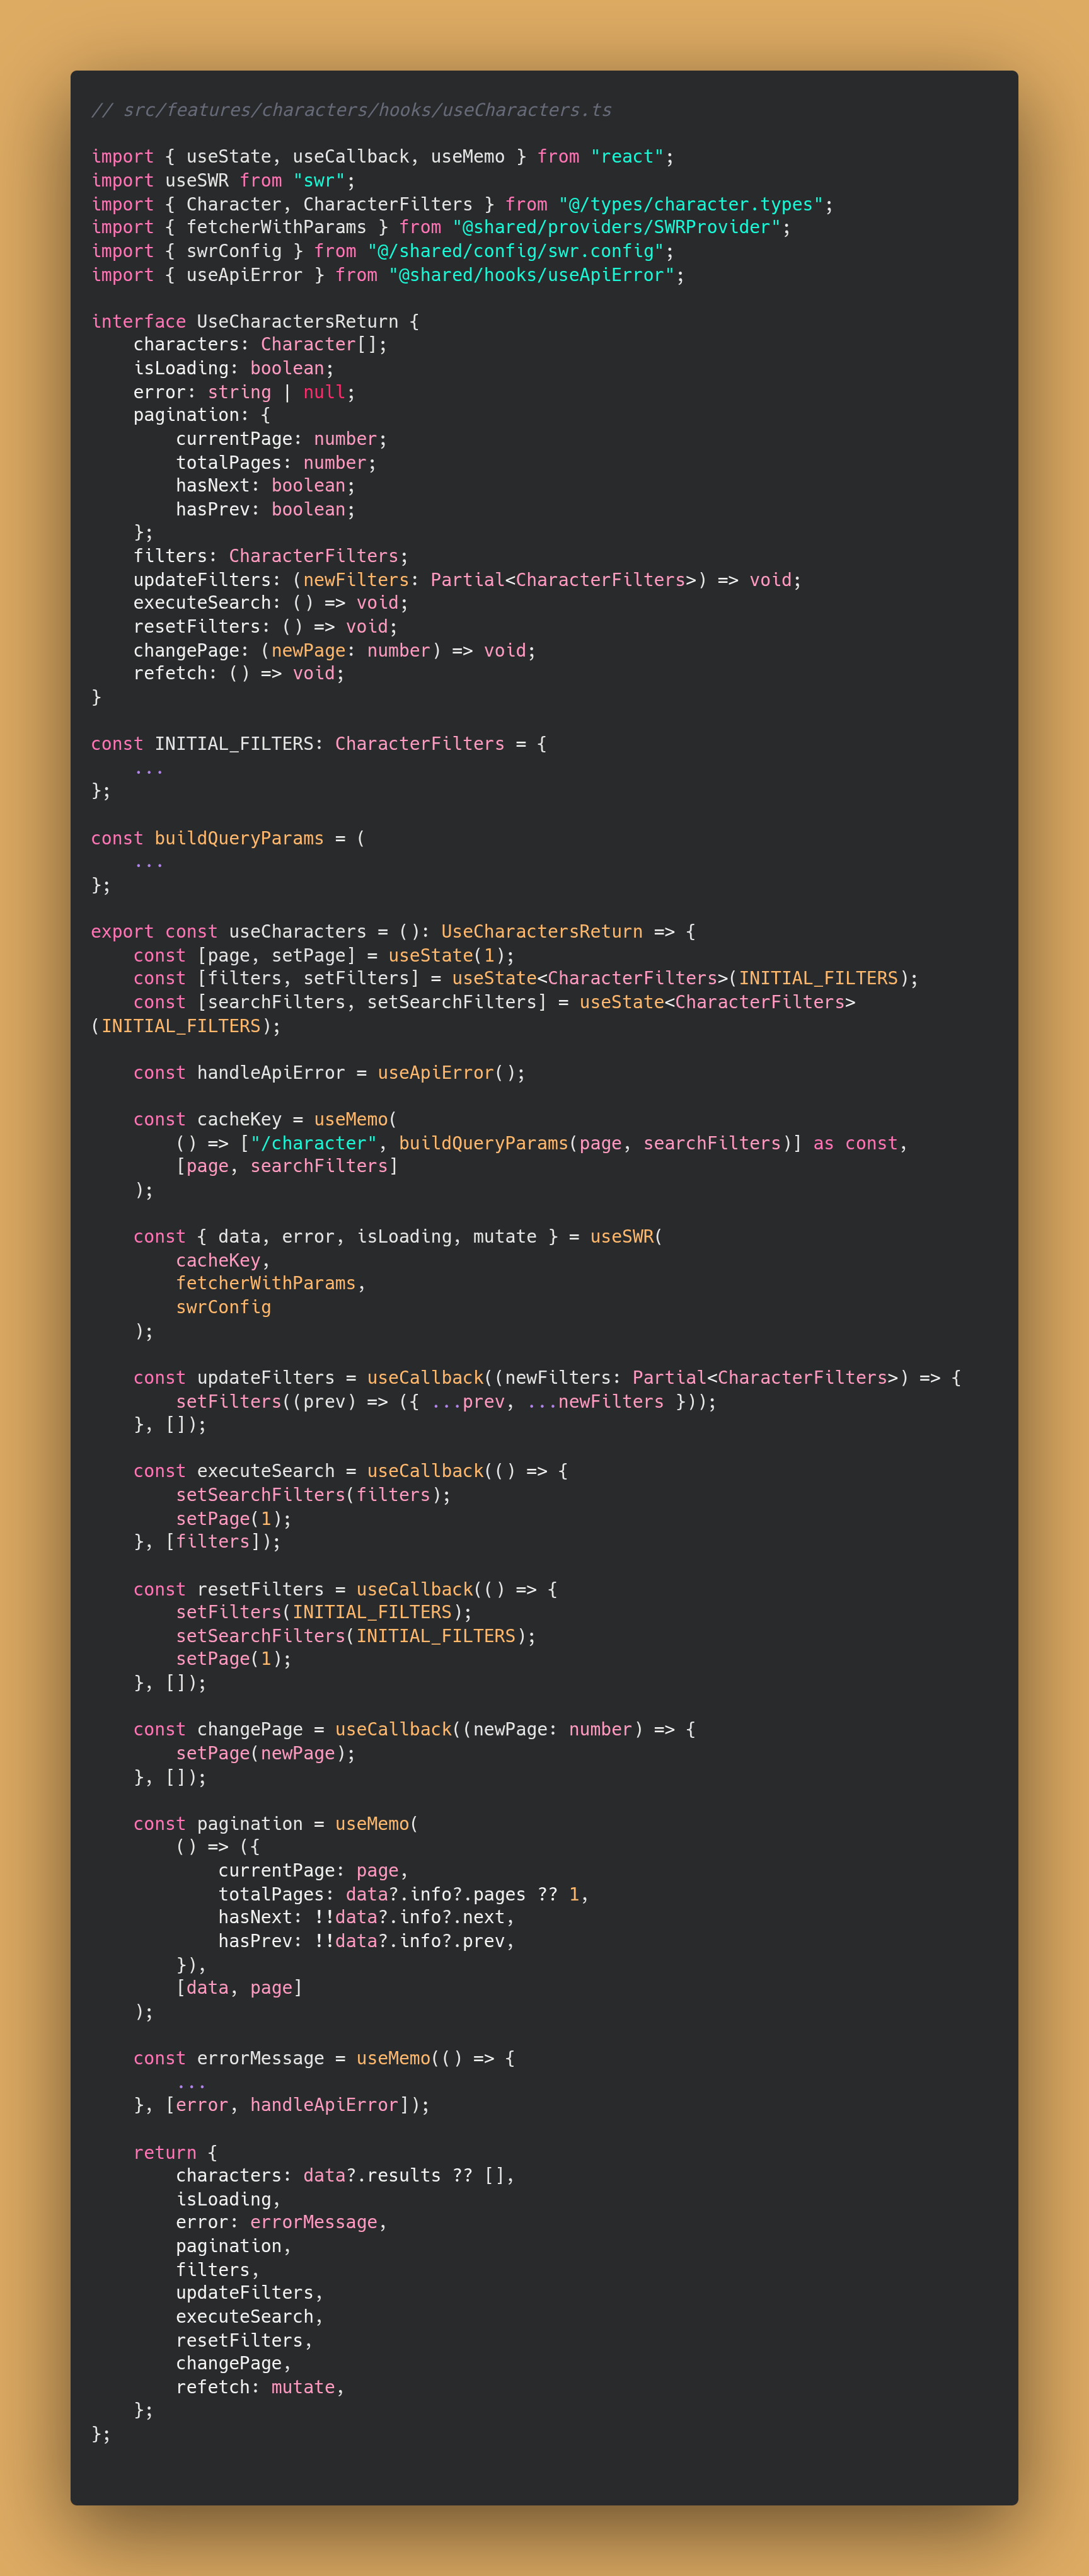 // src/features/characters/hooks/useCharacters.ts

import { useState, useCallback, useMemo } from "react";
import useSWR from "swr";
import { Character, CharacterFilters } from "@/types/character.types";
import { fetcherWithParams } from "@shared/providers/SWRProvider";
import { swrConfig } from "@/shared/config/swr.config";
import { useApiError } from "@shared/hooks/useApiError";

interface UseCharactersReturn {
    characters: Character[];
    isLoading: boolean;
    error: string | null;
    pagination: {
        currentPage: number;
        totalPages: number;
        hasNext: boolean;
        hasPrev: boolean;
    };
    filters: CharacterFilters;
    updateFilters: (newFilters: Partial<CharacterFilters>) => void;
    executeSearch: () => void;
    resetFilters: () => void;
    changePage: (newPage: number) => void;
    refetch: () => void;
}

const INITIAL_FILTERS: CharacterFilters = {
    ...
};

const buildQueryParams = (
    ...
};

export const useCharacters = (): UseCharactersReturn => {
    const [page, setPage] = useState(1);
    const [filters, setFilters] = useState<CharacterFilters>(INITIAL_FILTERS);
    const [searchFilters, setSearchFilters] = useState<CharacterFilters>
(INITIAL_FILTERS);

    const handleApiError = useApiError();

    const cacheKey = useMemo(
        () => ["/character", buildQueryParams(page, searchFilters)] as const,
        [page, searchFilters]
    );

    const { data, error, isLoading, mutate } = useSWR(
        cacheKey,
        fetcherWithParams,
        swrConfig
    );

    const updateFilters = useCallback((newFilters: Partial<CharacterFilters>) => {
        setFilters((prev) => ({ ...prev, ...newFilters }));
    }, []);

    const executeSearch = useCallback(() => {
        setSearchFilters(filters);
        setPage(1);
    }, [filters]);

    const resetFilters = useCallback(() => {
        setFilters(INITIAL_FILTERS);
        setSearchFilters(INITIAL_FILTERS);
        setPage(1);
    }, []);

    const changePage = useCallback((newPage: number) => {
        setPage(newPage);
    }, []);

    const pagination = useMemo(
        () => ({
            currentPage: page,
            totalPages: data?.info?.pages ?? 1,
            hasNext: !!data?.info?.next,
            hasPrev: !!data?.info?.prev,
        }),
        [data, page]
    );

    const errorMessage = useMemo(() => {
        ...
    }, [error, handleApiError]);

    return {
        characters: data?.results ?? [],
        isLoading,
        error: errorMessage,
        pagination,
        filters,
        updateFilters,
        executeSearch,
        resetFilters,
        changePage,
        refetch: mutate,
    };
};